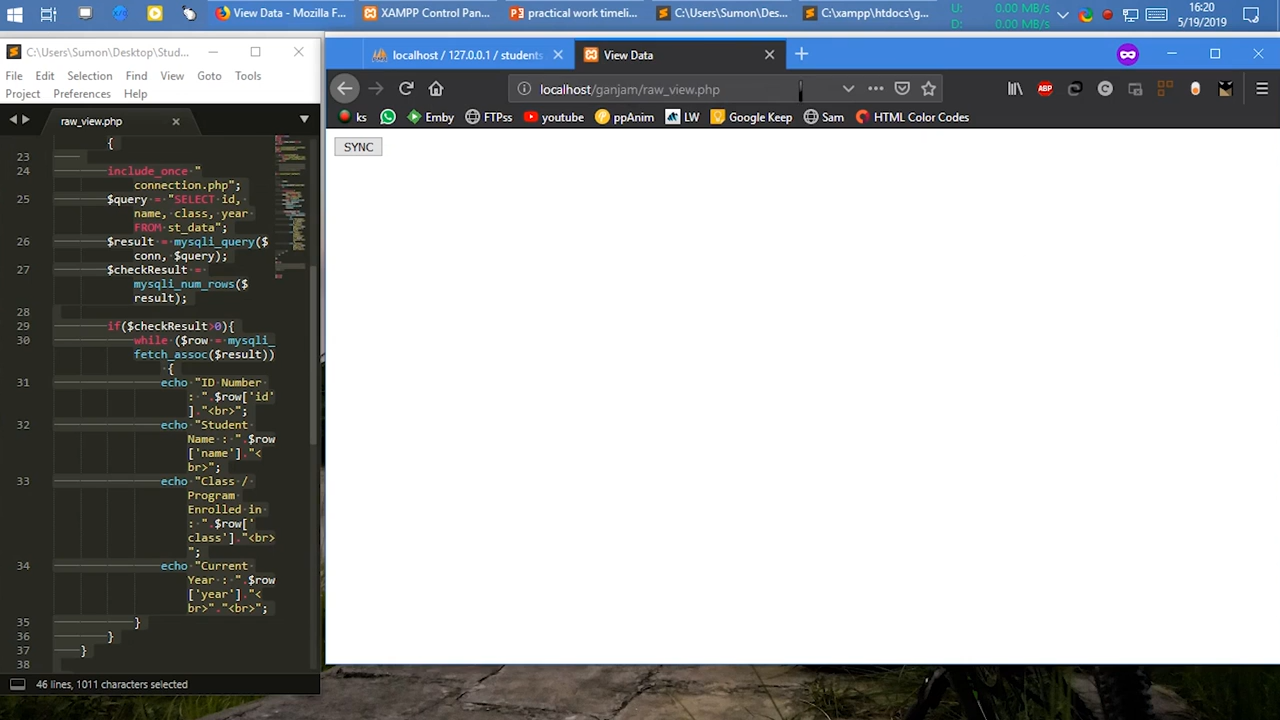 View Data - Mozilla F...
XAMPP Control Pan...
practical work timeli...
C:\Users\Sumon\Des...
C:\xampp\htdocs\g...
U: 0.00 MB/s
D: 0.00 MB/s
16:20
5/19/2019
C:\Users\Sumon\Desktop\Stud...
File Edit Selection Find View Goto Tools
Project Preferences Help
raw_view.php
{
23
24 include_once "
connection.php";
25 $query = "SELECT id,
name, class, year
FROM st_data";
26 $result = mysqli_query($
conn, $query);
27 $checkResult =
mysqli_num_rows($
result);
28
29 if($checkResult>0){
30 while ($row = mysqli_
fetch_assoc($result))
{
31 echo "ID Number
: ".$row['id'
]."<br>";
32 echo "Student
Name : ".$row
['name']."<
br>";
33 echo "Class /
Program
Enrolled in
: ".$row['
class']."<br>
";
34 echo "Current
Year : ".$row
['year']."<
br>"."<br>";
35 }
36 }
37 }
38
46 lines, 1011 characters selected
localhost / 127.0.0.1 / students
View Data
localhost/ganjam/raw_view.php
ABP
ks
Emby
FTPss
youtube
ppAnim
LW
Google Keep
Sam
HTML Color Codes
SYNC